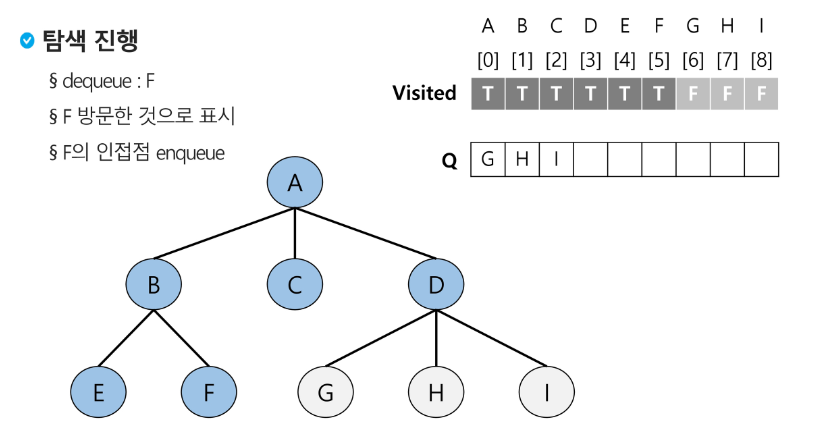 탐색 진행
§ dequeue : F
§ F 방문한 것으로 표시
§ F의 인접점 enqueue
A B C D E F G H I
[0] [1] [2] [3] [4] [5] [6] [7] [8]
Visited T T T T T T F F F
Q G H I
A
B C D
E F G H I